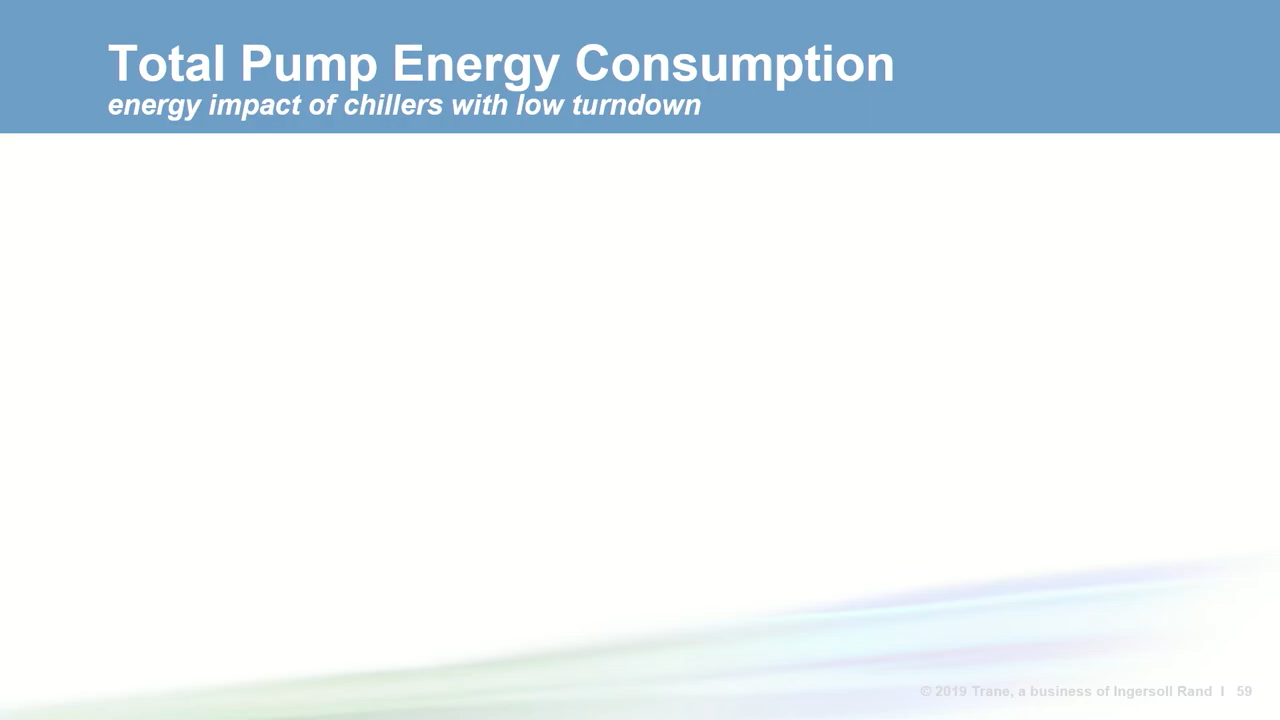 Total Pump Energy Consumption
energy impact of chillers with low turndown
© 2019 Trane, a business of Ingersoll Rand I 59